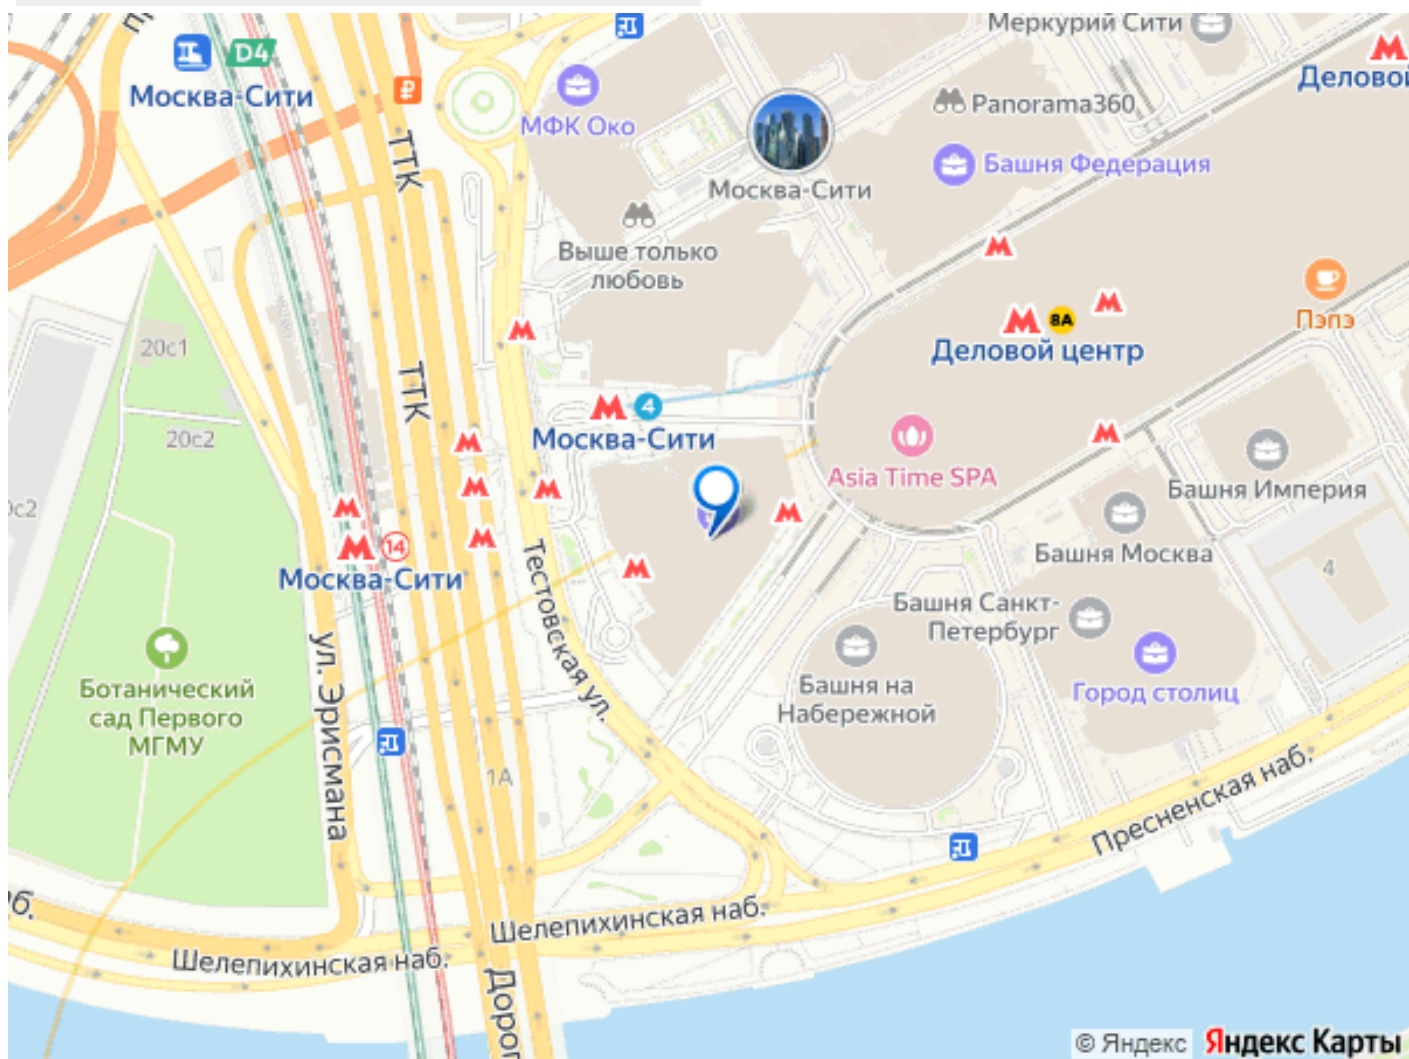 Меркурий Сити
D4
Москва-Сити
Деловой
₽
Panorama360
МФК Око
ТТК
Башня Федерация
Москва-Сити
Выше только
любовь
М
М
М
8А
Пэпэ
Деловой центр
20с1
М
ТТК
М
4
Москва-Сити
20с2
М
М
Asia Time SPA
Башня Империя
М
М
М
М
Башня Москва
М
14
М
Москва-Сити
М
4
Тестовская ул.
Башня Санкт-
Петербург
ул. Эрисмана
Ботанический
сад Первого
МГМУ
Башня на
Набережной
Город столиц
1А
Пресненская наб.
Шелепихинская наб.
Шелепихинская наб.
© Яндекс
Яндекс Карты